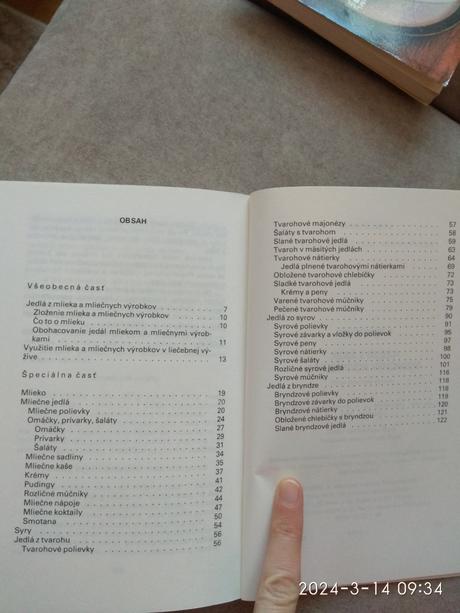 OBSAH
Všeobecná časť
Jedlá z mlieka a mliečnych výrobkov 7
Zloženie mlieka a mliečnych výrobkov 10
Čo to o mlieku 10
Obohacovanie jedál mliekom a mliečnymi výrob-
kami 11
Využitie mlieka a mliečnych výrobkov v liečebnej vý-
žive 13
Špeciálna časť
Mlieko 19
Mliečne jedlá 20
Mliečne polievky 20
Omáčky, prívarky, šaláty 24
Omáčky 27
Prívarky 29
Šaláty 31
Mliečne sadliny 34
Mliečne kaše 35
Krémy 37
Pudingy 41
Rozličné múčniky 42
Mliečne nápoje 44
Mliečne koktaily 47
Smotana 50
Syry 54
Jedlá z tvarohu 56
Tvarohové polievky 56
Tvarohové majonézy 57
Šaláty s tvarohom 58
Slané tvarohové jedlá 59
Tvaroh v mäsitých jedlách 63
Tvarohové nátierky 64
Jedlá plnené tvarohovými nátierkami 69
Obložené tvarohové chlebíčky 72
Sladké tvarohové jedlá 73
Krémy a peny 73
Varené tvarohové múčniky 75
Pečené tvarohové múčniky 79
Jedlá zo syrov 90
Syrové polievky 91
Syrové závarky a vložky do polievok 95
Syrové peny 97
Syrové nátierky 98
Syrové šaláty 100
Rozličné syrové jedlá 101
Syrové múčniky 116
Jedlá z bryndze 118
Bryndzové polievky 118
Bryndzové závarky do polievok 119
Bryndzové nátierky 120
Obložené chlebíčky s bryndzou 121
Slané bryndzové jedlá 122
2024-3-14 09:34